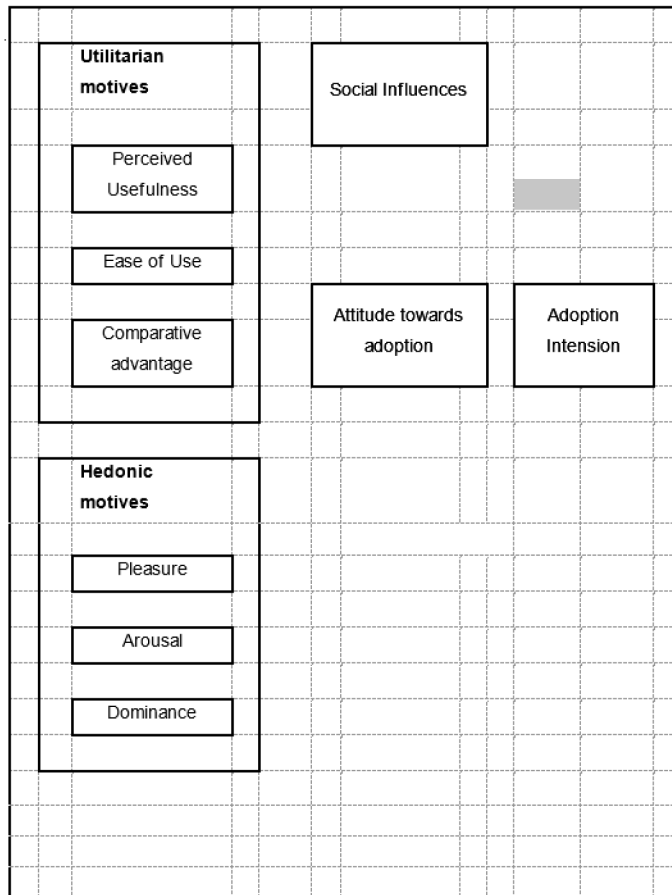 Utilitarian
motives
Perceived
Usefulness
Ease of Use
Comparative
advantage
Social Influences
Attitude towards
adoption
Adoption
Intension
Hedonic
motives
Pleasure
Arousal
Dominance